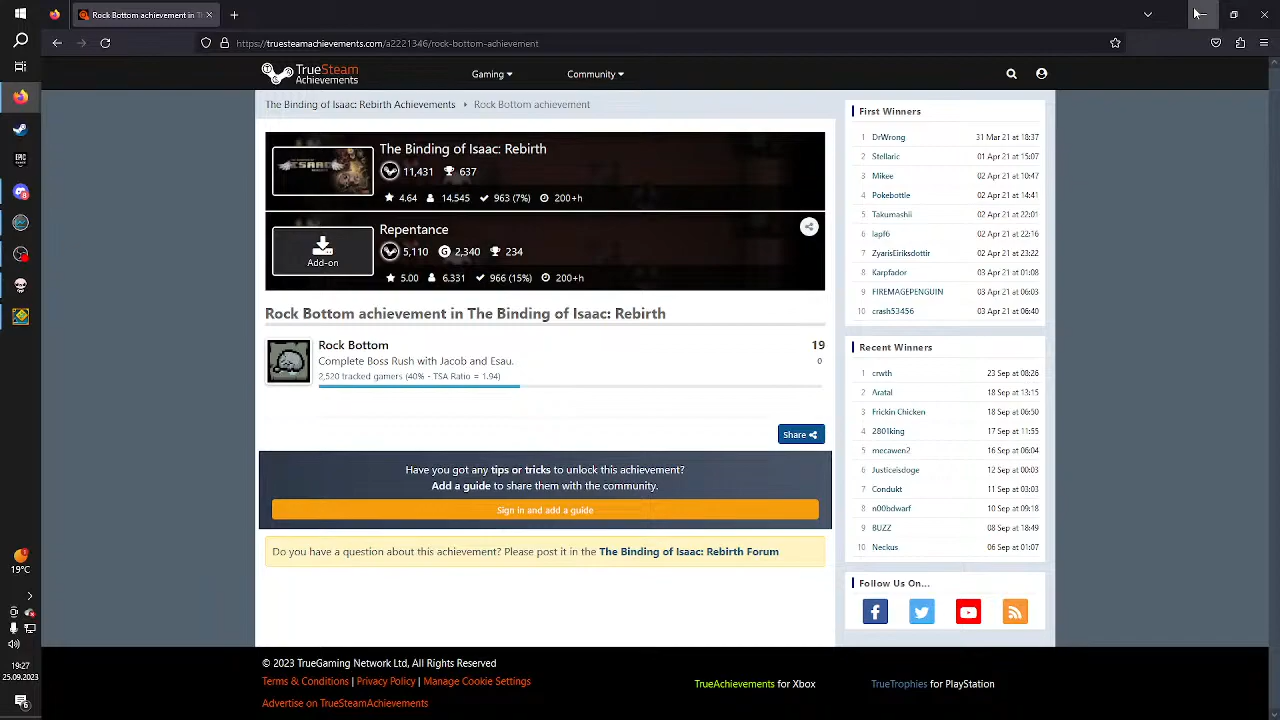 Rock Bottom achievement in Th
https://truesteamachievements.com/a2221346/rock-bottom-achievement
TrueSteam
Achievements
Gaming
Community
The Binding of Isaac: Rebirth Achievements
Rock Bottom achievement
The Binding of Isaac: Rebirth
11,431 637
4.64 14,545 963 (7%) 200+h
Repentance
5,110 G 2,340 234
Add-on
5.00 6,331 966 (15%) 200+h
Rock Bottom achievement in The Binding of Isaac: Rebirth
Rock Bottom 19
Complete Boss Rush with Jacob and Esau. 0
2,520 tracked gamers (40% - TSA Ratio = 1.94)
Share
Have you got any tips or tricks to unlock this achievement?
Add a guide to share them with the community.
Sign in and add a guide
Do you have a question about this achievement? Please post it in the The Binding of Isaac: Rebirth Forum
First Winners
1 DrWrong 31 Mar 21 at 18:37
2 Stellaric 01 Apr 21 at 15:07
3 Mikee 02 Apr 21 at 10:47
4 Pokebottle 02 Apr 21 at 14:41
5 Takumashii 02 Apr 21 at 22:01
6 lapf6 02 Apr 21 at 22:16
7 ZyarisEiriksdottir 02 Apr 21 at 23:22
8 Karpfador 03 Apr 21 at 01:08
9 FIREMAGEPENGUIN 03 Apr 21 at 06:03
10 crash53456 03 Apr 21 at 06:40
Recent Winners
1 crwth 23 Sep at 08:26
2 Aratal 18 Sep at 13:15
3 Frickin Chicken 18 Sep at 06:50
4 2801king 17 Sep at 11:55
5 mecawen2 16 Sep at 02:04
6 Justiceisdoge 12 Sep at 00:03
7 Condukt 11 Sep at 03:03
8 n00bdwarf 10 Sep at 09:18
9 BUZZ 08 Sep at 18:49
10 Neckus 06 Sep at 01:07
Follow Us On...
© 2023 TrueGaming Network Ltd, All Rights Reserved
Terms & Conditions | Privacy Policy | Manage Cookie Settings
Advertise on TrueSteamAchievements
TrueAchievements for Xbox
TrueTrophies for PlayStation
19°C
19:27
25/09/2023